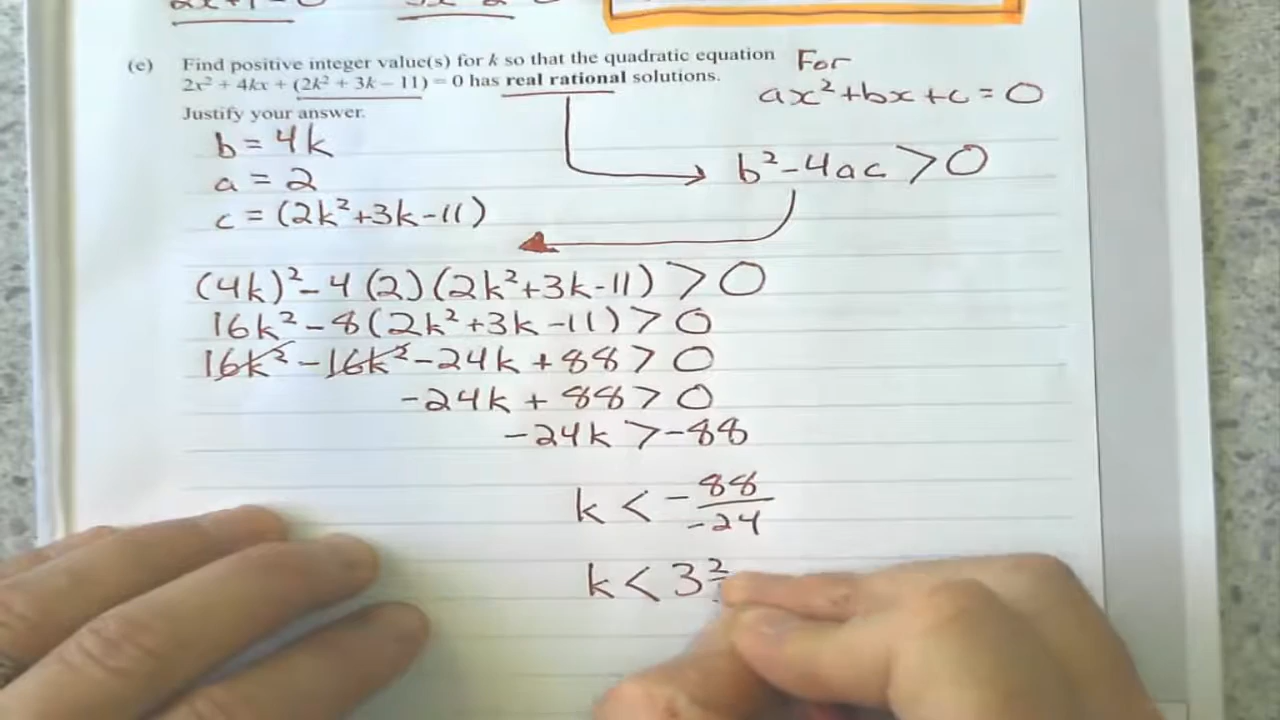 (e) Find positive integer value(s) for k so that the quadratic equation
2x² + 4kx + (2k² + 3k – 11) = 0 has real rational solutions.
Justify your answer.
For
ax²+bx+c=0
b = 4k
a = 2
c = (2k²+3k-11)
b²-4ac > 0
(4k)²-4(2)(2k²+3k-11) > 0
16k²-8(2k²+3k-11) > 0
16k²-16k²-24k+88 > 0
-24k + 88 > 0
-24k > -88
k < -88/-24
k < 3 2